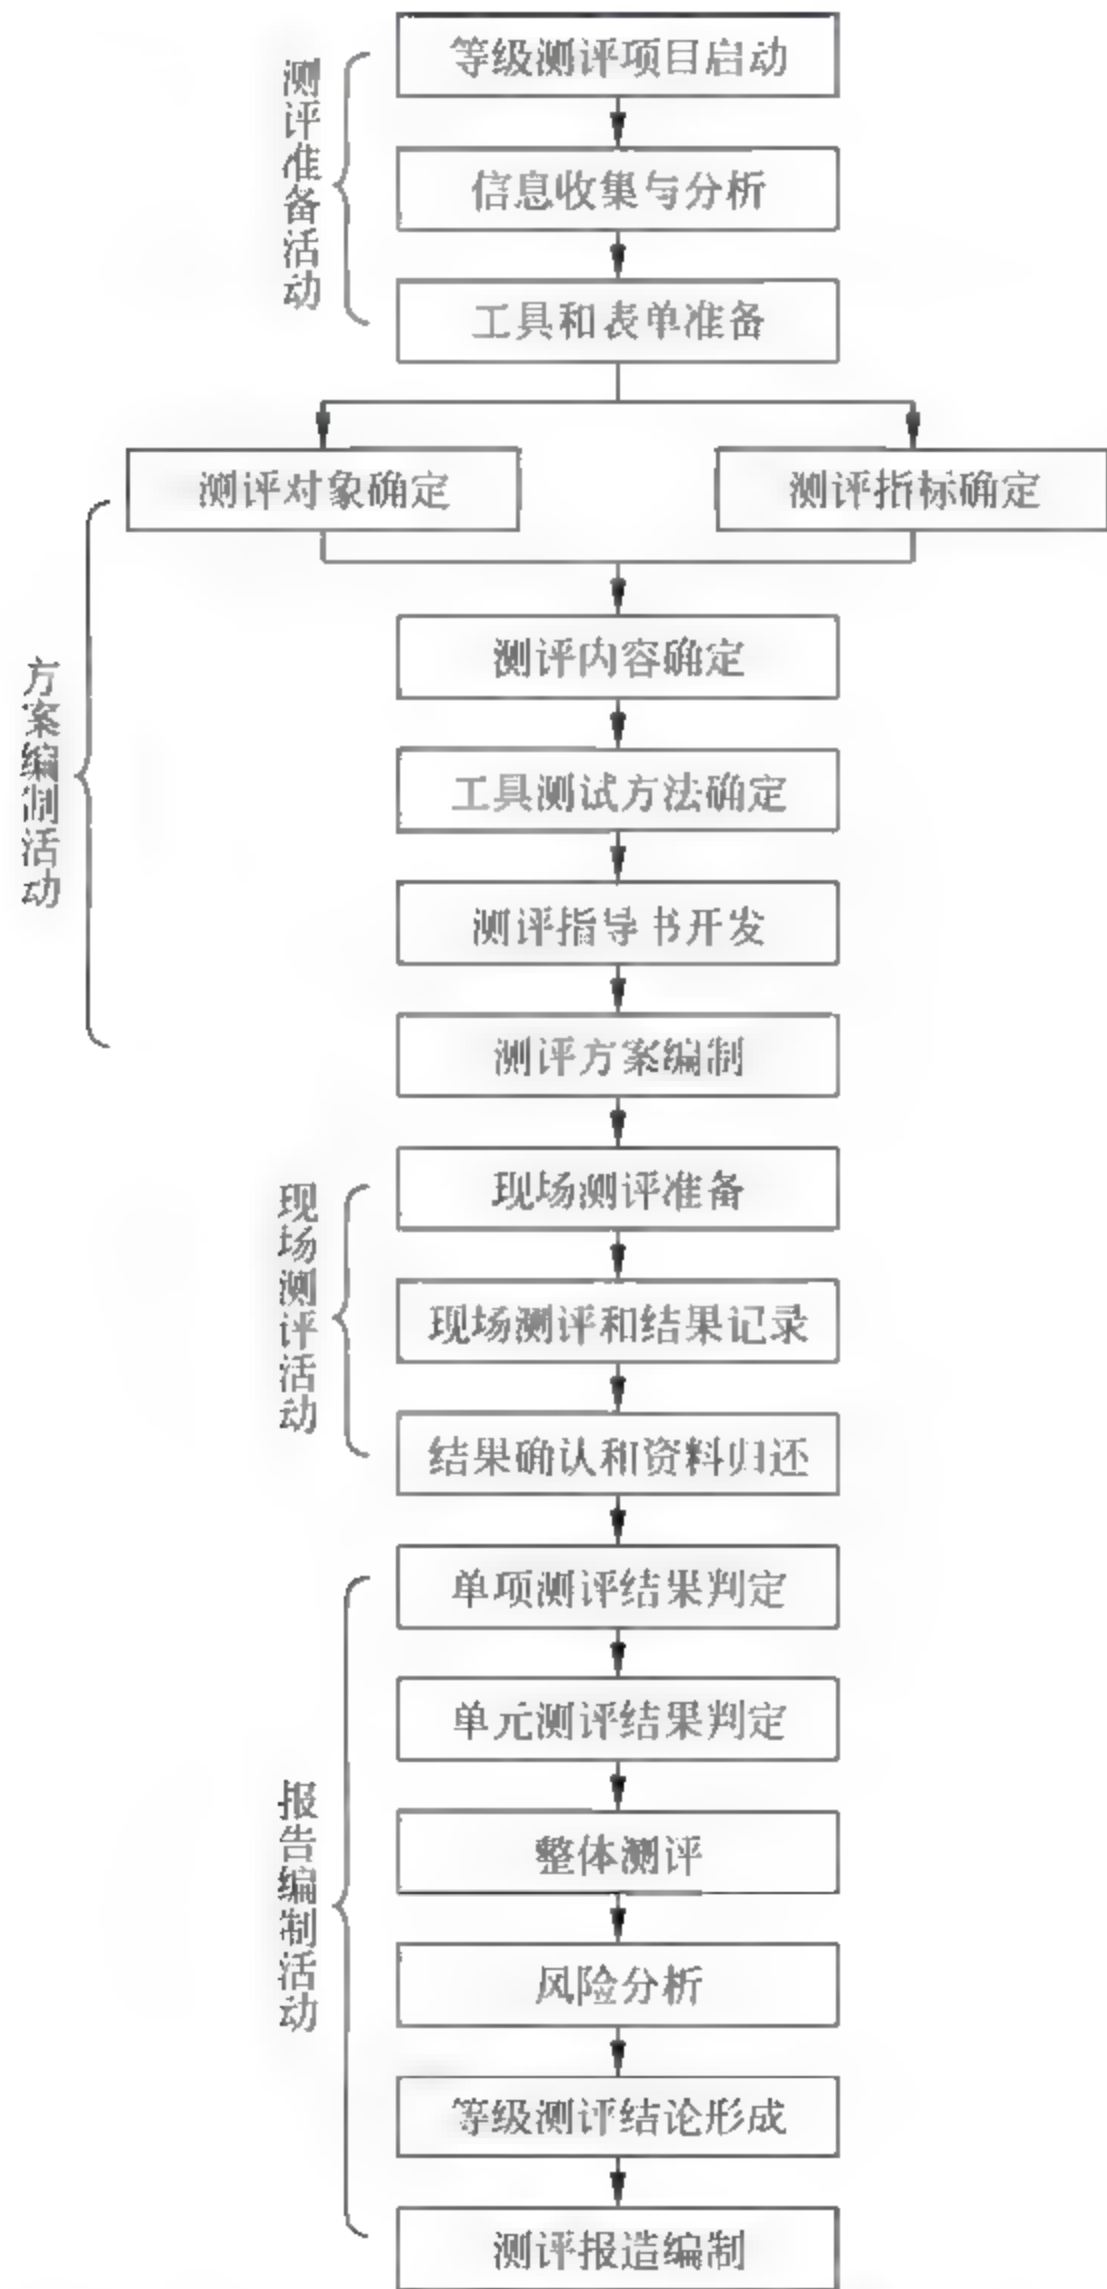 测评准备活动
等级测评项目启动
信息收集与分析
工具和表单准备
方案编制活动
测评对象确定
测评指标确定
测评内容确定
工具测试方法确定
测评指导书开发
测评方案编制
现场测评活动
现场测评准备
现场测评和结果记录
结果确认和资料归还
报告编制活动
单项测评结果判定
单元测评结果判定
整体测评
风险分析
等级测评结论形成
测评报造编制